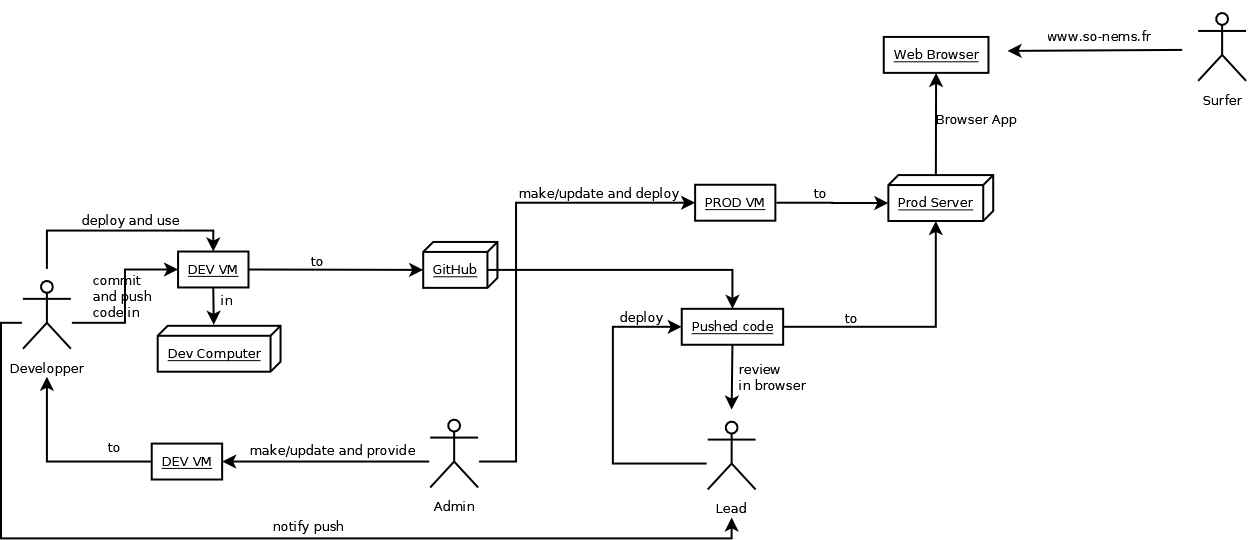 www.so-nems.fr
Web Browser
Surfer
Browser App
make/update and deploy
PROD VM
to
Prod Server
deploy and use
DEV VM
to
GitHub
commit
and push
code in
in
Dev Computer
Developper
deploy
Pushed code
to
review
in browser
to
DEV VM
make/update and provide
Admin
Lead
notify push